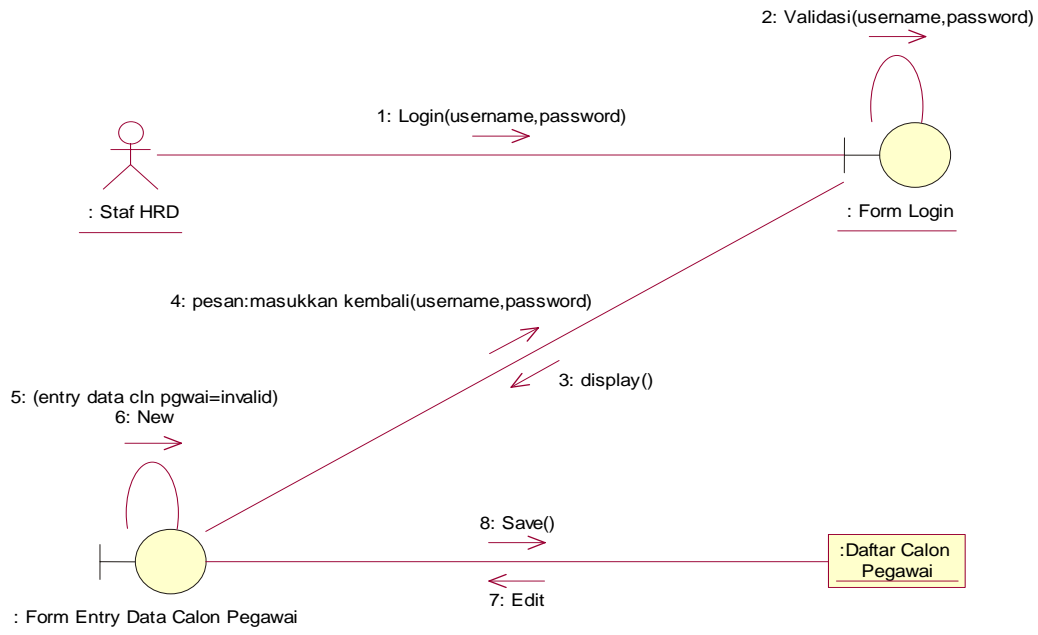 2: Validasi(username,password)
1: Login(username,password)
: Staf HRD
: Form Login
4: pesan:masukkan kembali(username,password)
3: display()
5: (entry data cln pgwai=invalid)
6: New
8: Save()
:Daftar Calon
Pegawai
7: Edit
: Form Entry Data Calon Pegawai